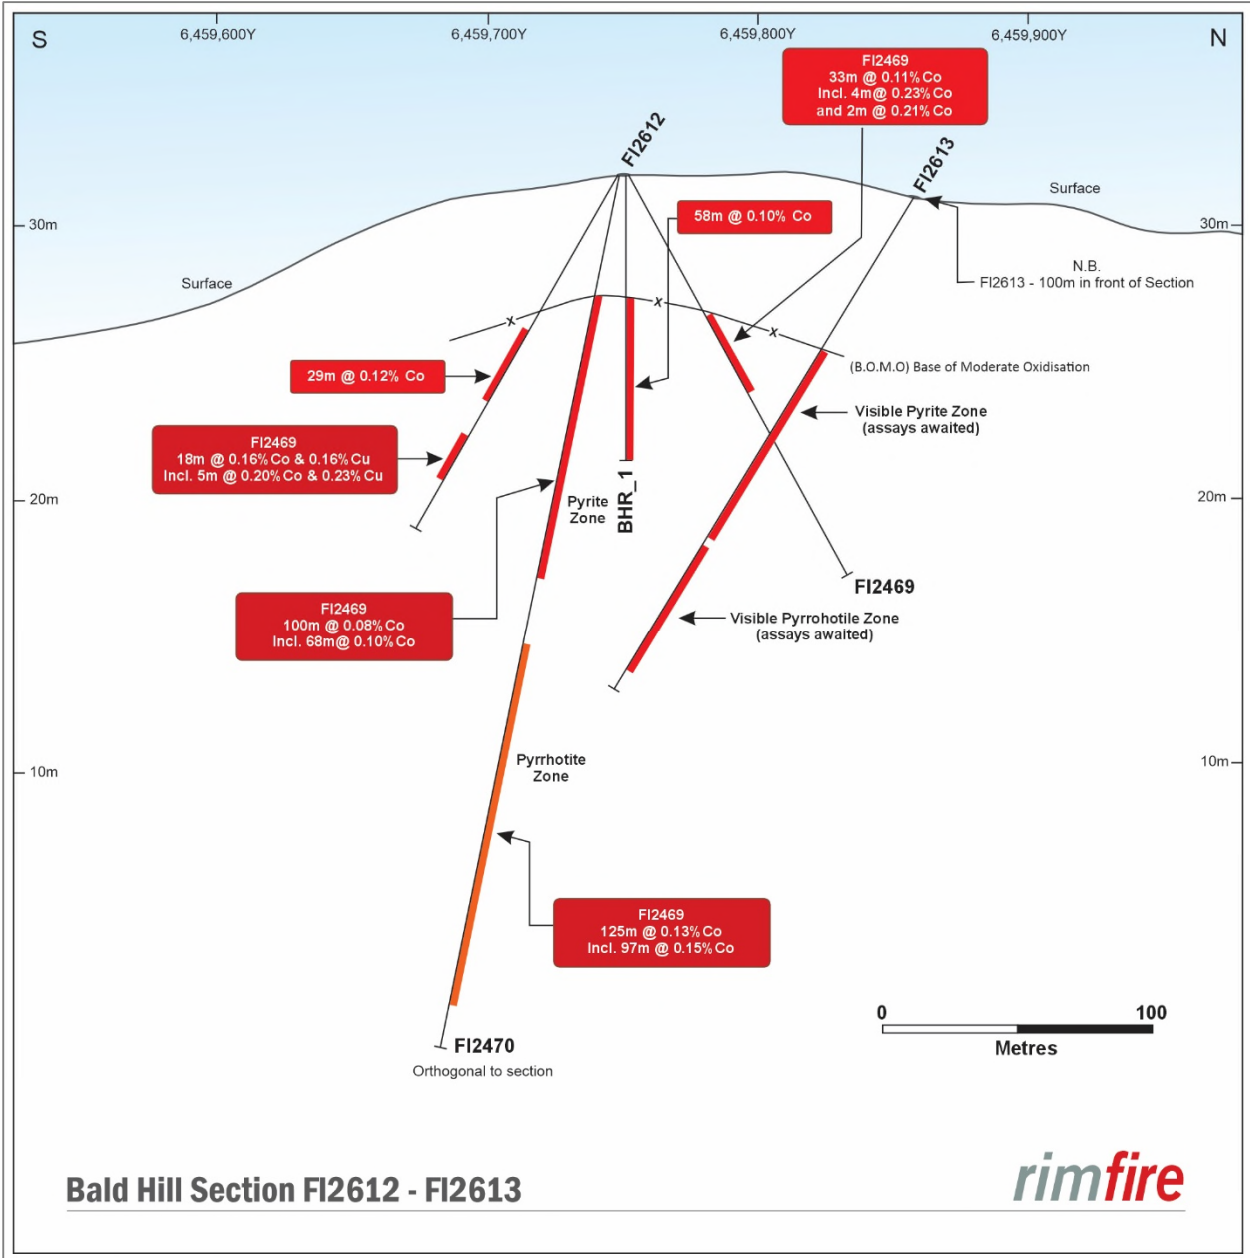 S
6,459,600Y
6,459,700Y
6,459,800Y
6,459,900Y
N
FI2469
33m @ 0.11% Co
Incl. 4m@ 0.23% Co
and 2m @ 0.21% Co
FI2612
FI2613
Surface
58m @ 0.10% Co
30m
30m
N.B.
FI2613 - 100m in front of Section
Surface
x
x
x
(B.O.M.O) Base of Moderate Oxidisation
29m @ 0.12% Co
Visible Pyrite Zone
(assays awaited)
FI2469
18m @ 0.16% Co & 0.16% Cu
Incl. 5m @ 0.20% Co & 0.23% Cu
20m
20m
Pyrite
Zone
BHR_1
FI2469
FI2469
100m @ 0.08% Co
Incl. 68m@ 0.10% Co
Visible Pyrrohotile Zone
(assays awaited)
10m
10m
Pyrrhotite
Zone
FI2469
125m @ 0.13% Co
Incl. 97m @ 0.15% Co
0
100
Metres
FI2470
Orthogonal to section
Bald Hill Section FI2612 - FI2613
rimfire